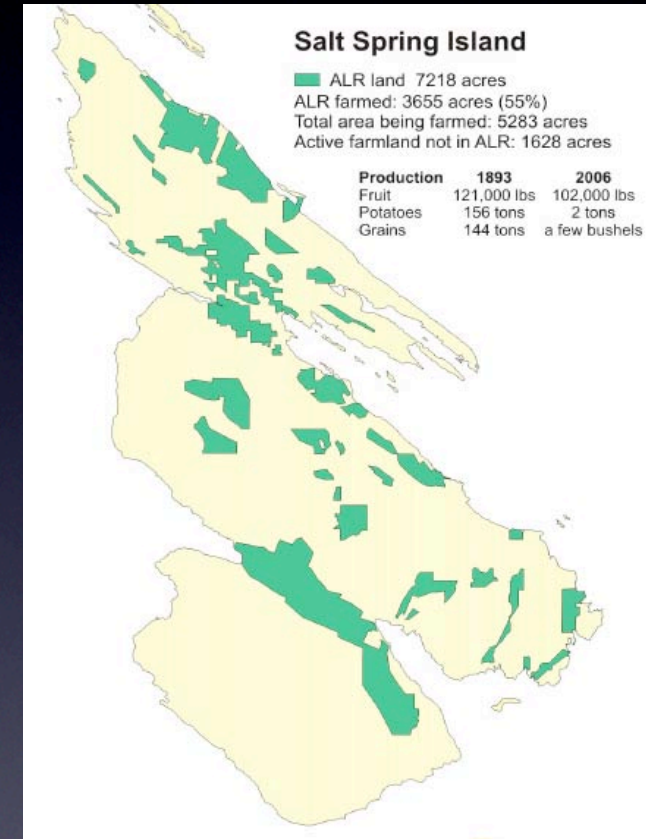 Salt Spring Island
ALR land 7218 acres
ALR farmed: 3655 acres (55%)
Total area being farmed: 5283 acres
Active farmland not in ALR: 1628 acres
Production 1893 2006
Fruit 121,000 lbs 102,000 lbs
Potatoes 156 tons 2 tons
Grains 144 tons a few bushels